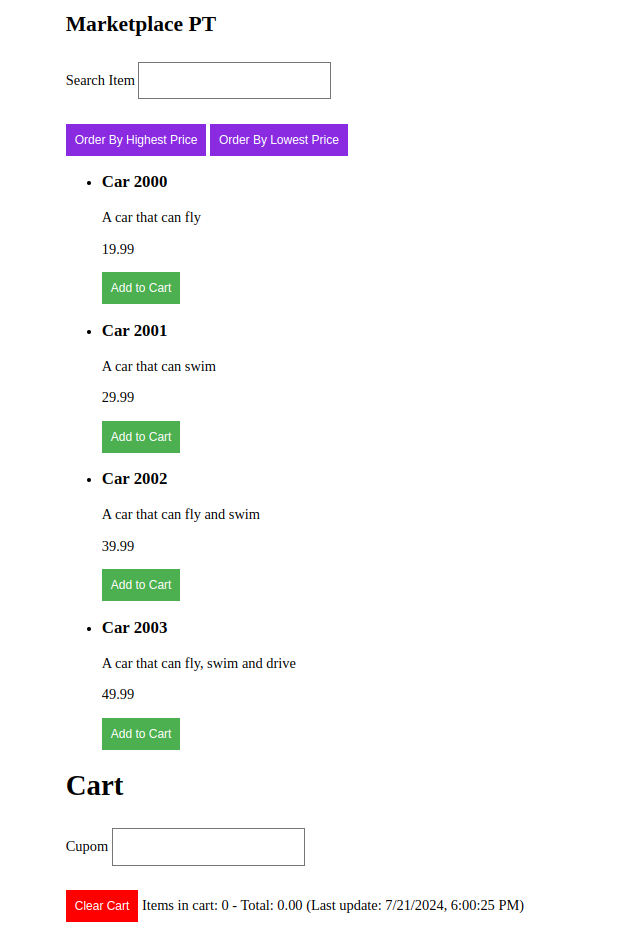 Marketplace PT
Search Item
Order By Highest Price Order By Lowest Price
Car 2000
A car that can fly
19.99
Add to Cart
Car 2001
A car that can swim
29.99
Add to Cart
Car 2002
A car that can fly and swim
39.99
Add to Cart
Car 2003
A car that can fly, swim and drive
49.99
Add to Cart
Cart
Cupom
Clear Cart Items in cart: 0 - Total: 0.00 (Last update: 7/21/2024, 6:00:25 PM)